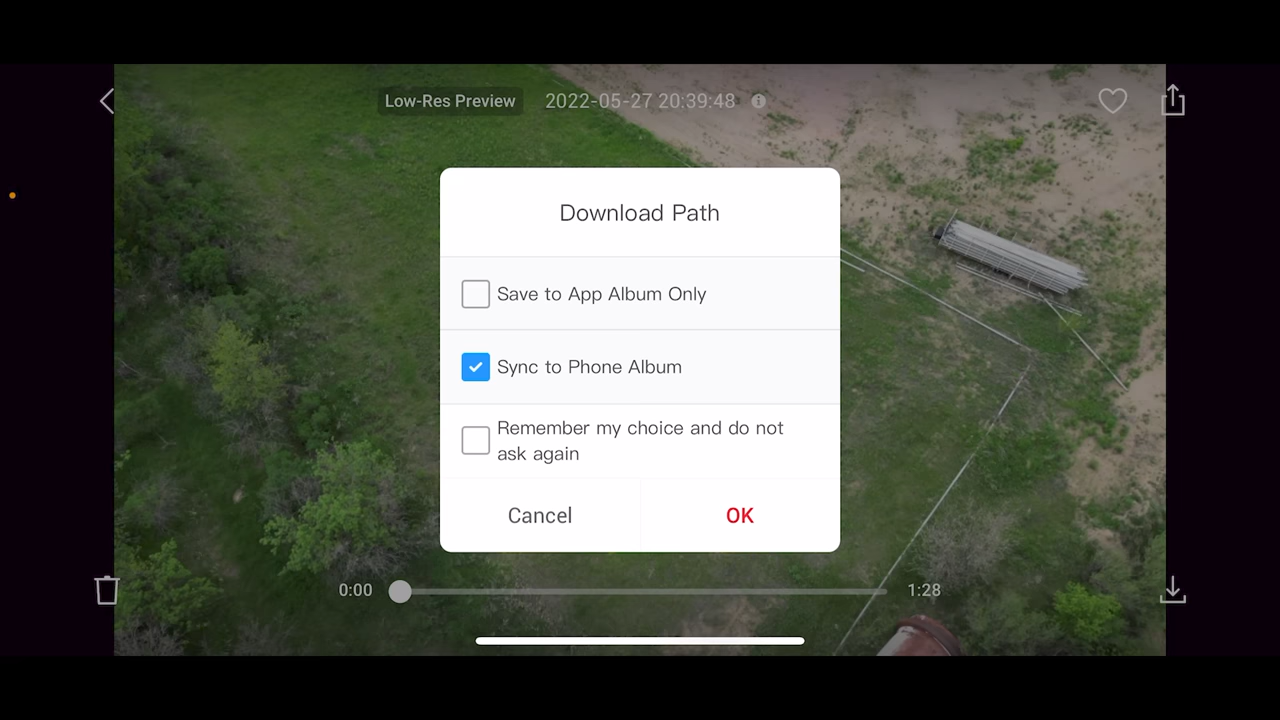 Low-Res Preview 2022-05-27 20:39:48
Download Path
Save to App Album Only
Sync to Phone Album
Remember my choice and do not
ask again
Cancel OK
0:00 1:28